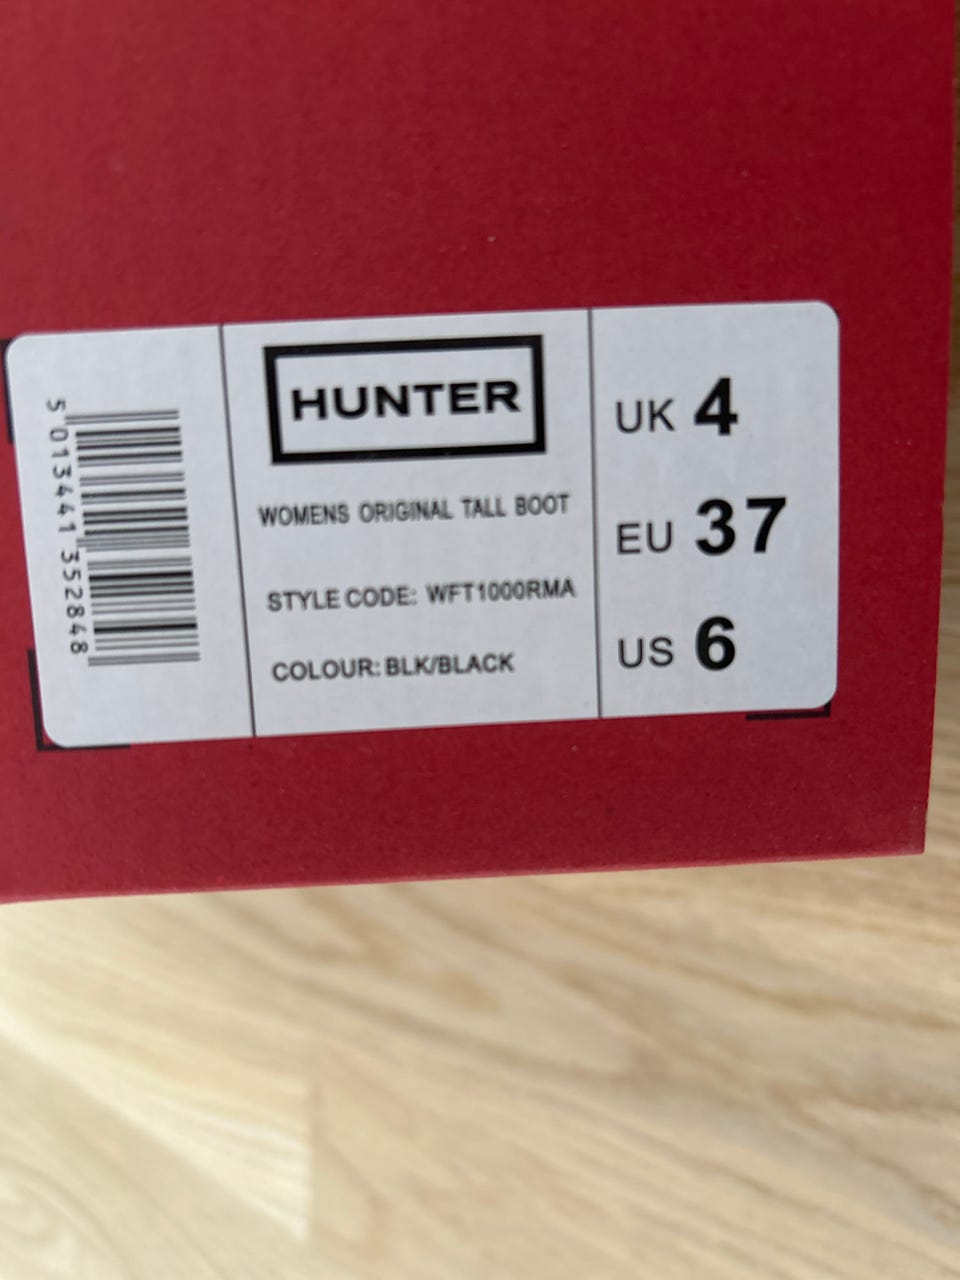 5 013441 352848
HUNTER
WOMENS ORIGINAL TALL BOOT
STYLE CODE: WFT1000RMA
COLOUR: BLK/BLACK
UK 4
EU 37
US 6